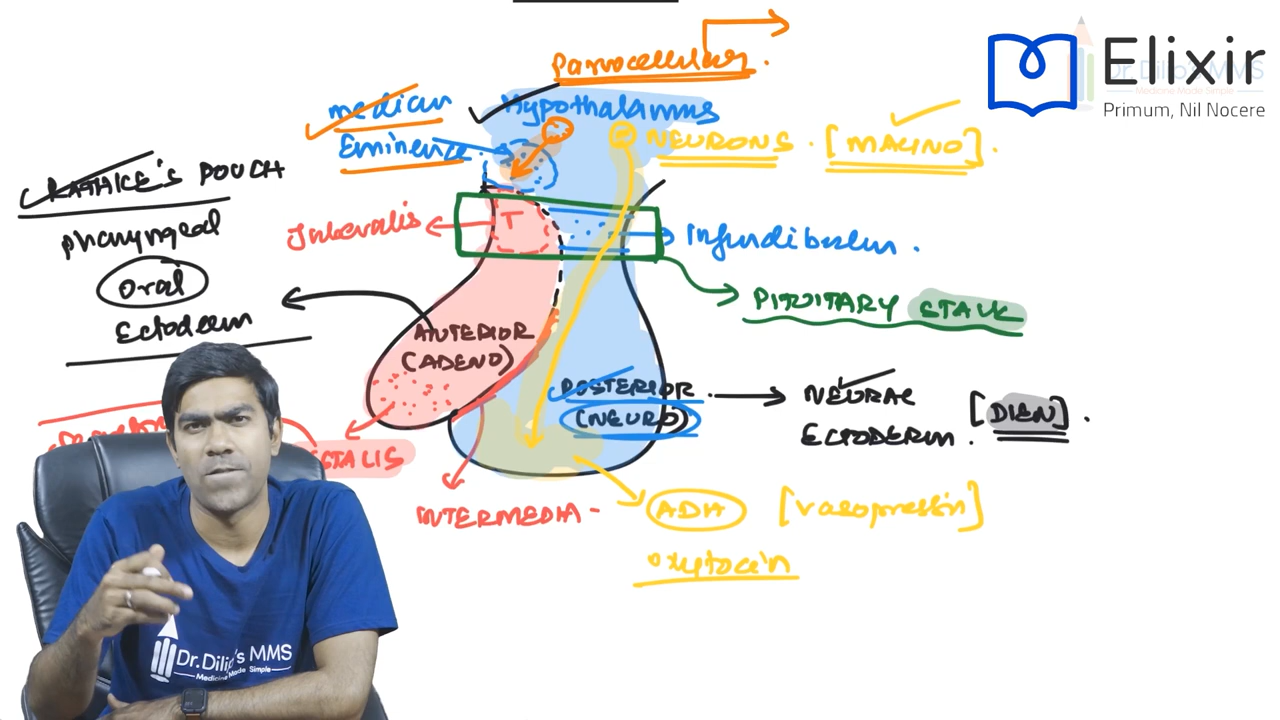 Parvocellular.
Elixir
Primum, Nil Nocere
median
Eminence
Hypothalamus
NEURONS. [MAGNO].
RATHKE'S POUCH
pharyngeal
oral
Ectoderm
Tuberalis
T
Infundibulum.
PITUITARY STALK
ANTERIOR
(ADENO)
POSTERIOR.
(NEURO)
NEURAL
ECTODERM.
[DIEN].
STALIS
INTERMEDIA-
ADH [vasopressin]
oxytocin
Dr.Dilip's MMS
Medicine Made Simple